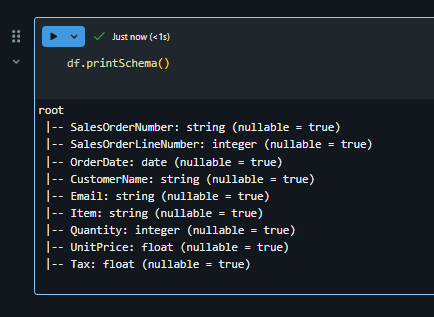 Just now (<1s)
df.printSchema()
root
|-- SalesOrderNumber: string (nullable = true)
|-- SalesOrderLineNumber: integer (nullable = true)
|-- OrderDate: date (nullable = true)
|-- CustomerName: string (nullable = true)
|-- Email: string (nullable = true)
|-- Item: string (nullable = true)
|-- Quantity: integer (nullable = true)
|-- UnitPrice: float (nullable = true)
|-- Tax: float (nullable = true)